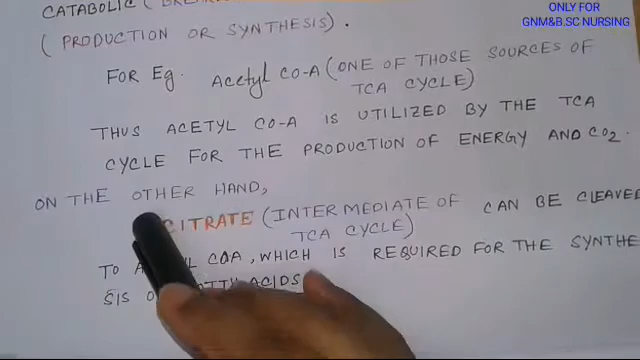 ONLY FOR
GNM&B.SC NURSING
CATABOLIC (
(PRODUCTION OR SYNTHESIS).
FOR Eg. Acetyl CO-A (ONE OF THOSE SOURCES OF
TCA CYCLE)
THUS ACETYL CO-A IS UTILIZED BY THE TCA
CYCLE FOR THE PRODUCTION OF ENERGY AND CO2.
ON THE OTHER HAND,
CITRATE (INTERMEDIATE OF CAN BE CLEAVED
TCA CYCLE)
TO COA, WHICH IS REQUIRED FOR THE SYNTHE
SIS ACIDS